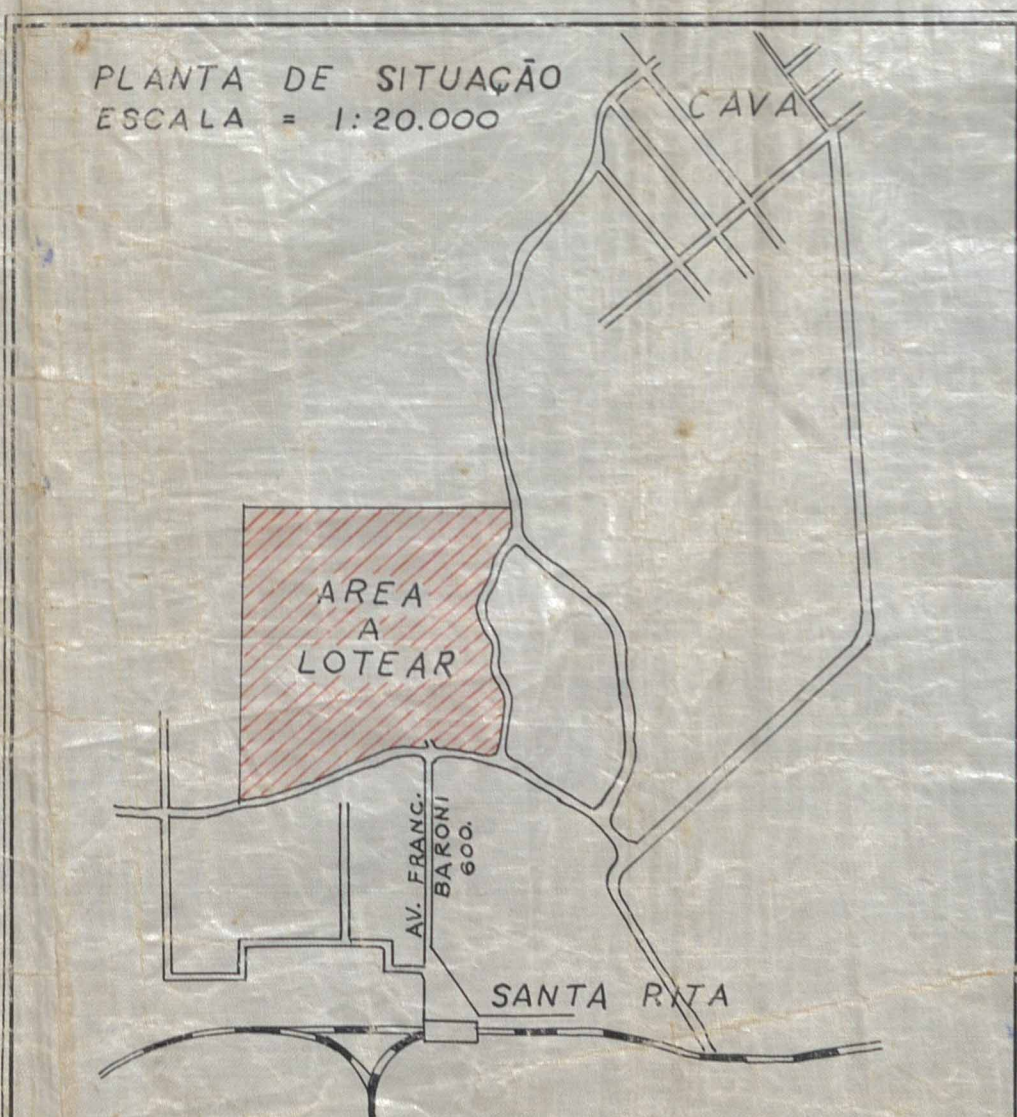 PLANTA DE SITUAÇÃO
ESCALA = 1:20.000
CAVA
AREA
A
LOTEAR
AV. FRANC.
BARONI
600.
SANTA RITA